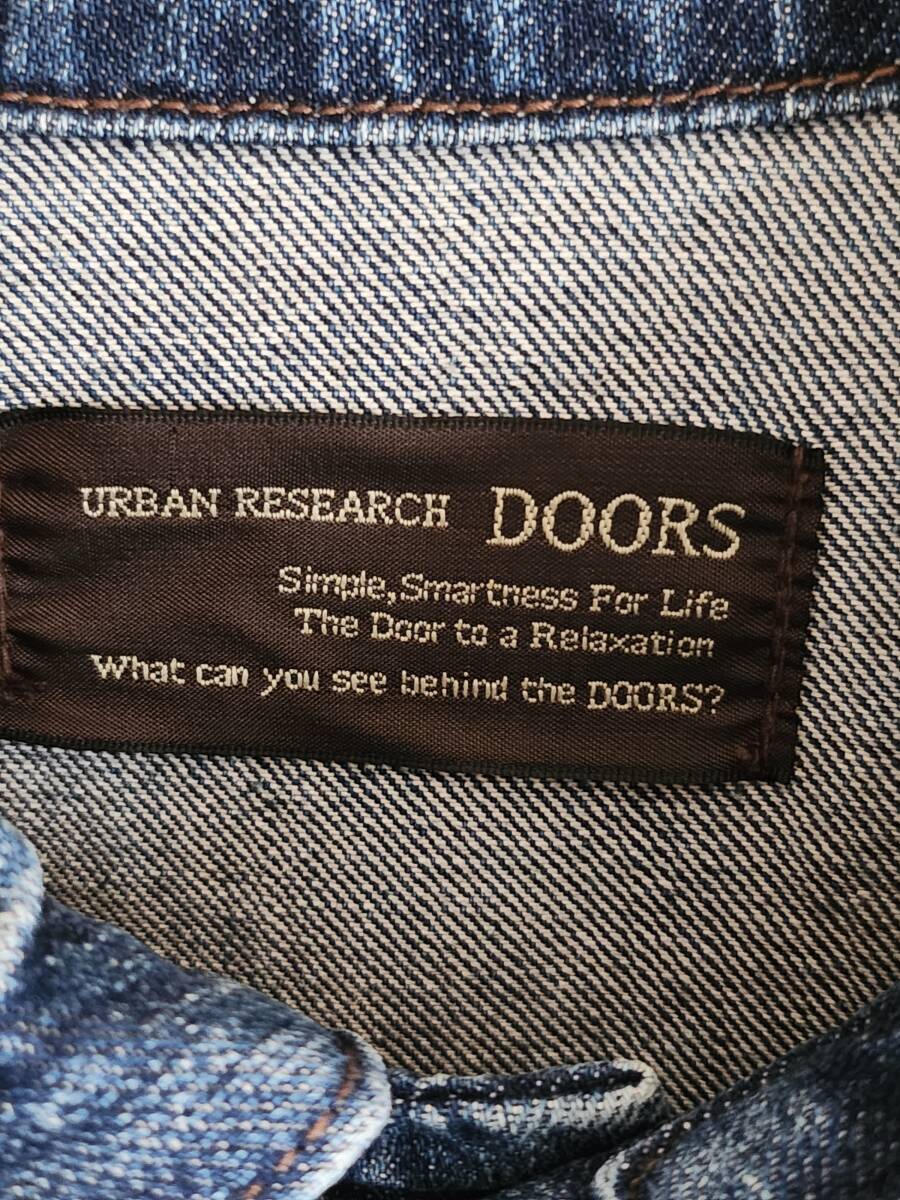 URBAN RESEARCH DOORS
Simple,Smartness For Life
The Door to a Relaxation
What can you see behind the DOORS?